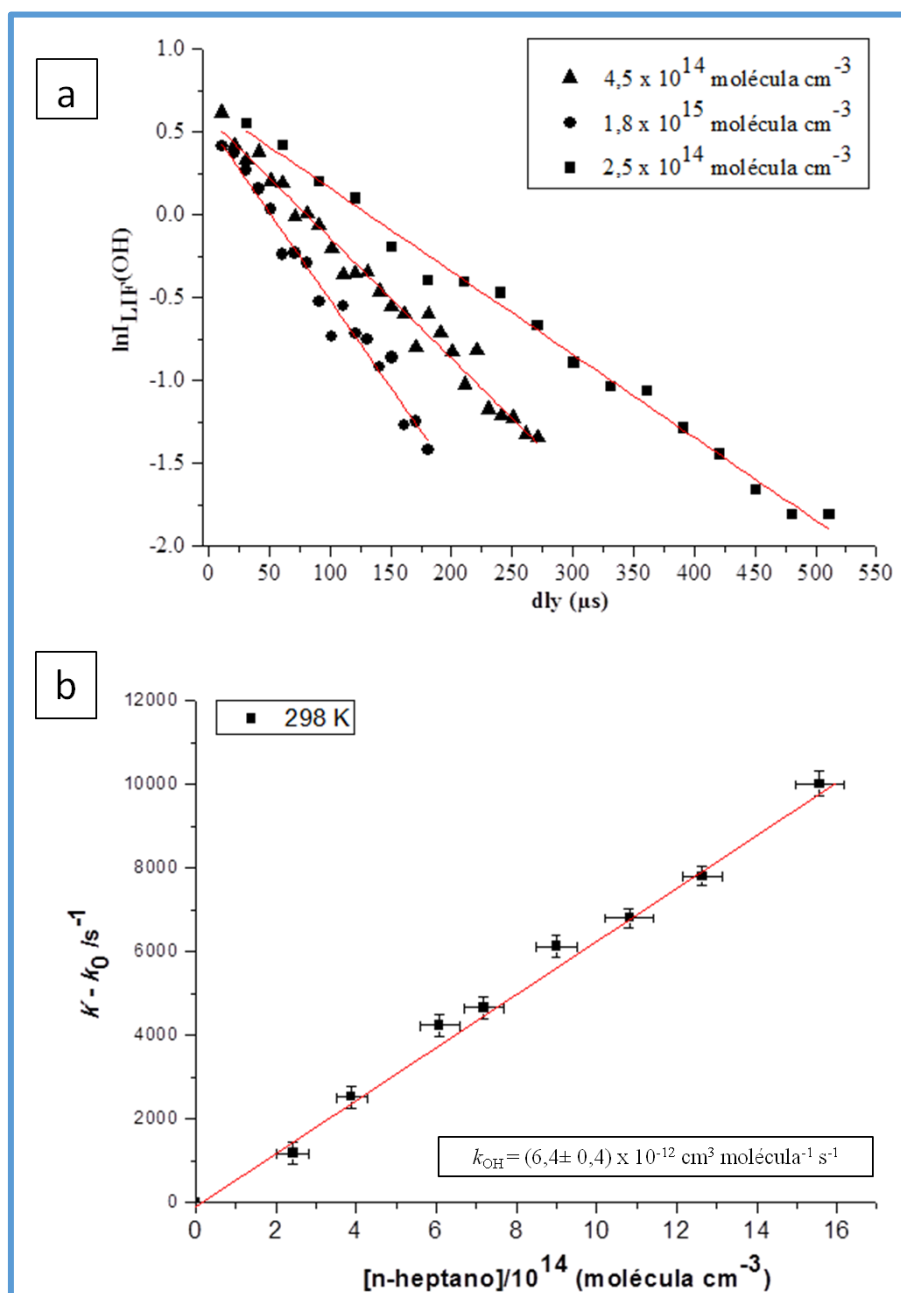 a
4,5 x 10^14 molécula cm^-3
1,8 x 10^15 molécula cm^-3
2,5 x 10^14 molécula cm^-3
1.0
0.5
0.0
-0.5
-1.0
-1.5
-2.0
lnI_LIF(OH)
0 50 100 150 200 250 300 350 400 450 500 550
dly (µs)
b
298 K
12000
10000
8000
6000
4000
2000
0
K - k_0 /s^-1
k_OH = (6,4± 0,4) x 10^-12 cm^3 molécula^-1 s^-1
0 2 4 6 8 10 12 14 16
[n-heptano]/10^14 (molécula cm^-3)